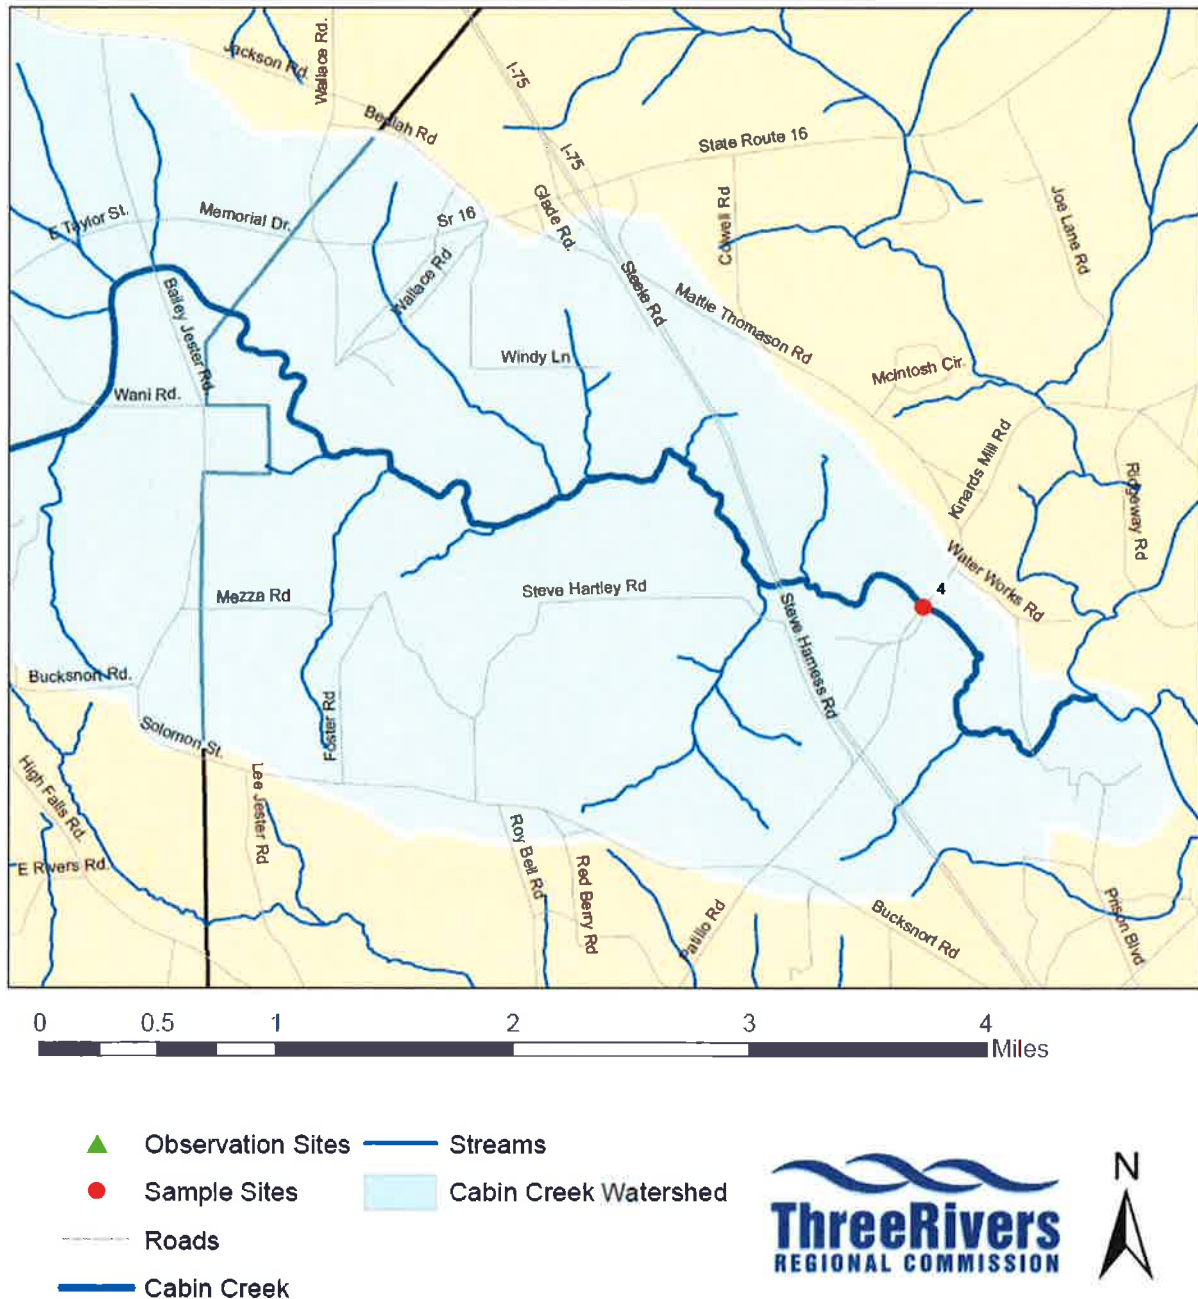 Jackson Rd.
Wallace Rd.
I-75
Bethlah Rd
I-75
State Route 16
E Taylor St.
Memorial Dr.
Sr 16
Glade Rd.
Colwell Rd
Joe Lane Rd
Wallace Rd
Steele Rd
Bailey Jester Rd.
Mattie Thomason Rd
Windy Ln
McIntosh Cir.
Wani Rd.
Kinards Mill Rd
Ridgeway Rd
Water Works Rd
4
Mezza Rd
Steve Hartley Rd
Steve Harness Rd
Bucksnort Rd.
Foster Rd
Solomon St.
High Falls Rd.
Lee Jester Rd
E Rivers Rd.
Roy Bell Rd
Red Berry Rd
Patillo Rd
Bucksnort Rd
Prison Blvd
0 0.5 1 2 3 4
Miles
Observation Sites
Streams
Sample Sites
Cabin Creek Watershed
Roads
Cabin Creek
ThreeRivers
REGIONAL COMMISSION
N